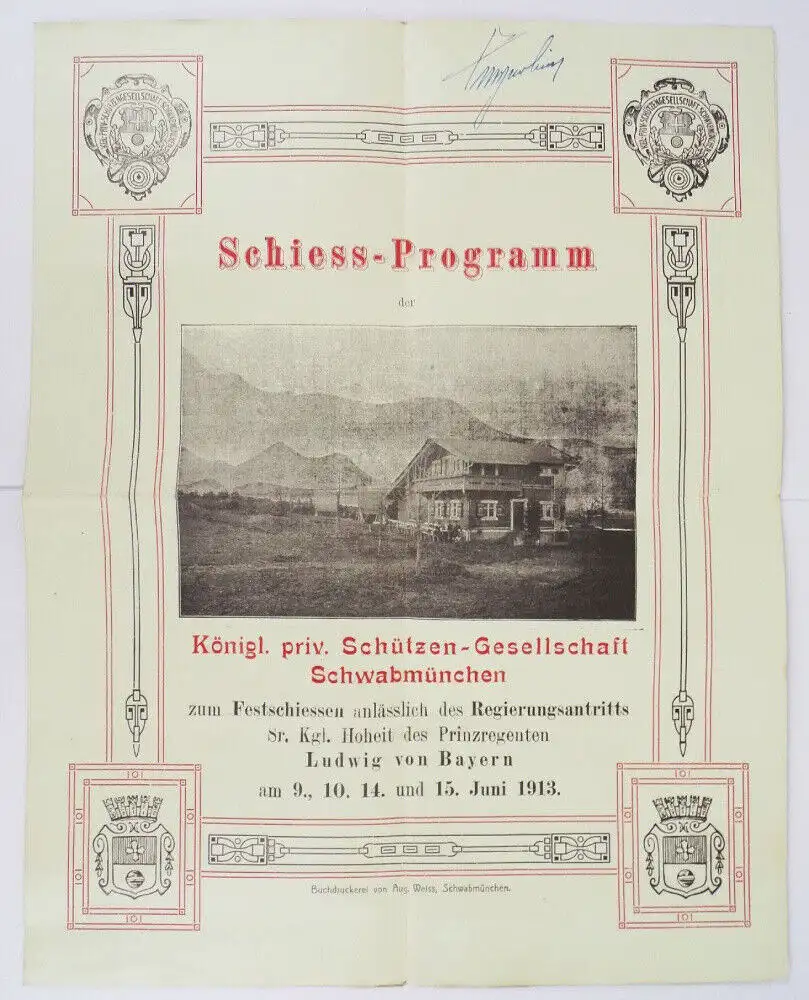 Schiess-Programm
der
Königl. priv. Schützen-Gesellschaft
Schwabmünchen
zum Festschiessen anlässlich des Regierungsantritts
Sr. Kgl. Hoheit des Prinzregenten
Ludwig von Bayern
am 9., 10. 14. und 15. Juni 1913.
Buchdruckerei von Aug. Weiss, Schwabmünchen.